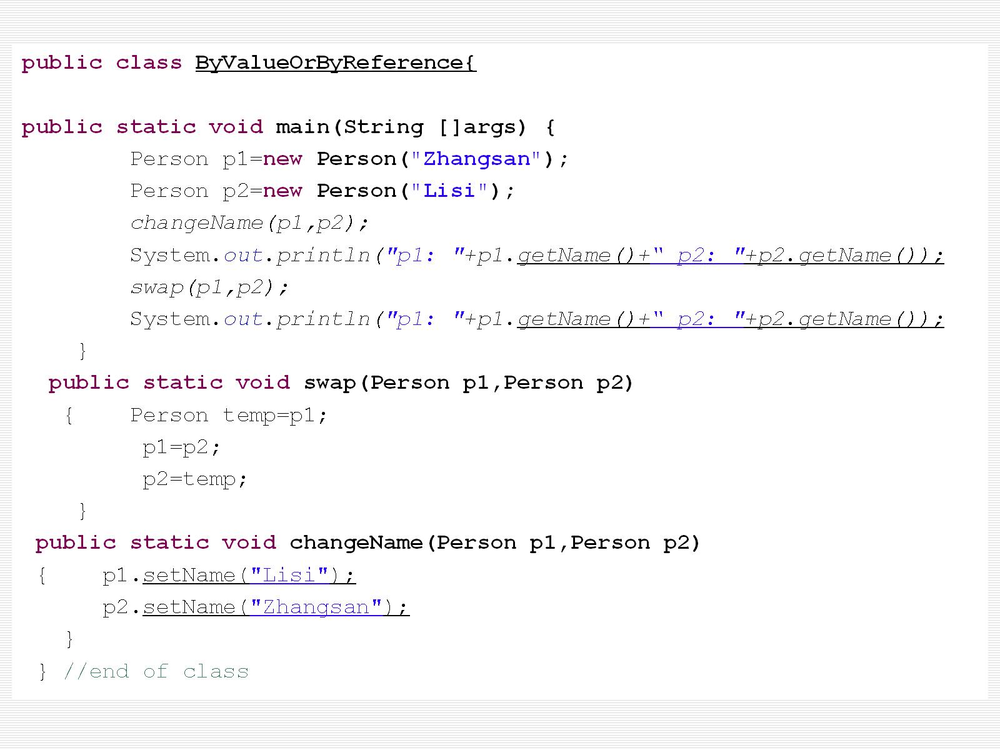 public class ByValueOrByReference{
public static void main(String []args) {
Person p1=new Person("Zhangsan");
Person p2=new Person("Lisi");
changeName(p1,p2);
System.out.println("p1: "+p1.getName()+" p2: "+p2.getName());
swap(p1,p2);
System.out.println("p1: "+p1.getName()+" p2: "+p2.getName());
}
public static void swap(Person p1,Person p2)
{ Person temp=p1;
p1=p2;
p2=temp;
}
public static void changeName(Person p1,Person p2)
{ p1.setName("Lisi");
p2.setName("Zhangsan");
}
} //end of class